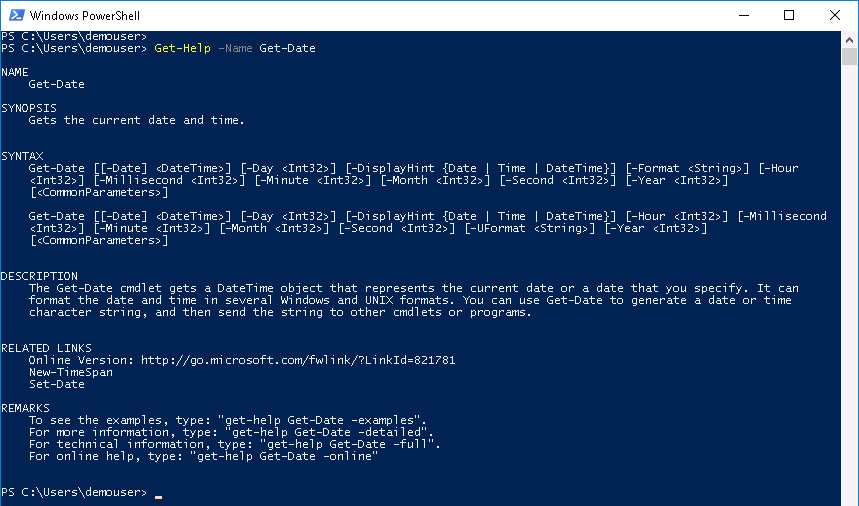 Windows PowerShell
PS C:\Users\demouser>
PS C:\Users\demouser> Get-Help -Name Get-Date
NAME
Get-Date
SYNOPSIS
Gets the current date and time.
SYNTAX
Get-Date [[-Date] <DateTime>] [-Day <Int32>] [-DisplayHint {Date | Time | DateTime}] [-Format <String>] [-Hour
<Int32>] [-Millisecond <Int32>] [-Minute <Int32>] [-Month <Int32>] [-Second <Int32>] [-Year <Int32>]
[<CommonParameters>]
Get-Date [[-Date] <DateTime>] [-Day <Int32>] [-DisplayHint {Date | Time | DateTime}] [-Hour <Int32>] [-Millisecond
<Int32>] [-Minute <Int32>] [-Month <Int32>] [-Second <Int32>] [-UFormat <String>] [-Year <Int32>]
[<CommonParameters>]
DESCRIPTION
The Get-Date cmdlet gets a DateTime object that represents the current date or a date that you specify. It can
format the date and time in several Windows and UNIX formats. You can use Get-Date to generate a date or time
character string, and then send the string to other cmdlets or programs.
RELATED LINKS
Online Version: http://go.microsoft.com/fwlink/?LinkId=821781
New-TimeSpan
Set-Date
REMARKS
To see the examples, type: "get-help Get-Date -examples".
For more information, type: "get-help Get-Date -detailed".
For technical information, type: "get-help Get-Date -full".
For online help, type: "get-help Get-Date -online"
PS C:\Users\demouser>